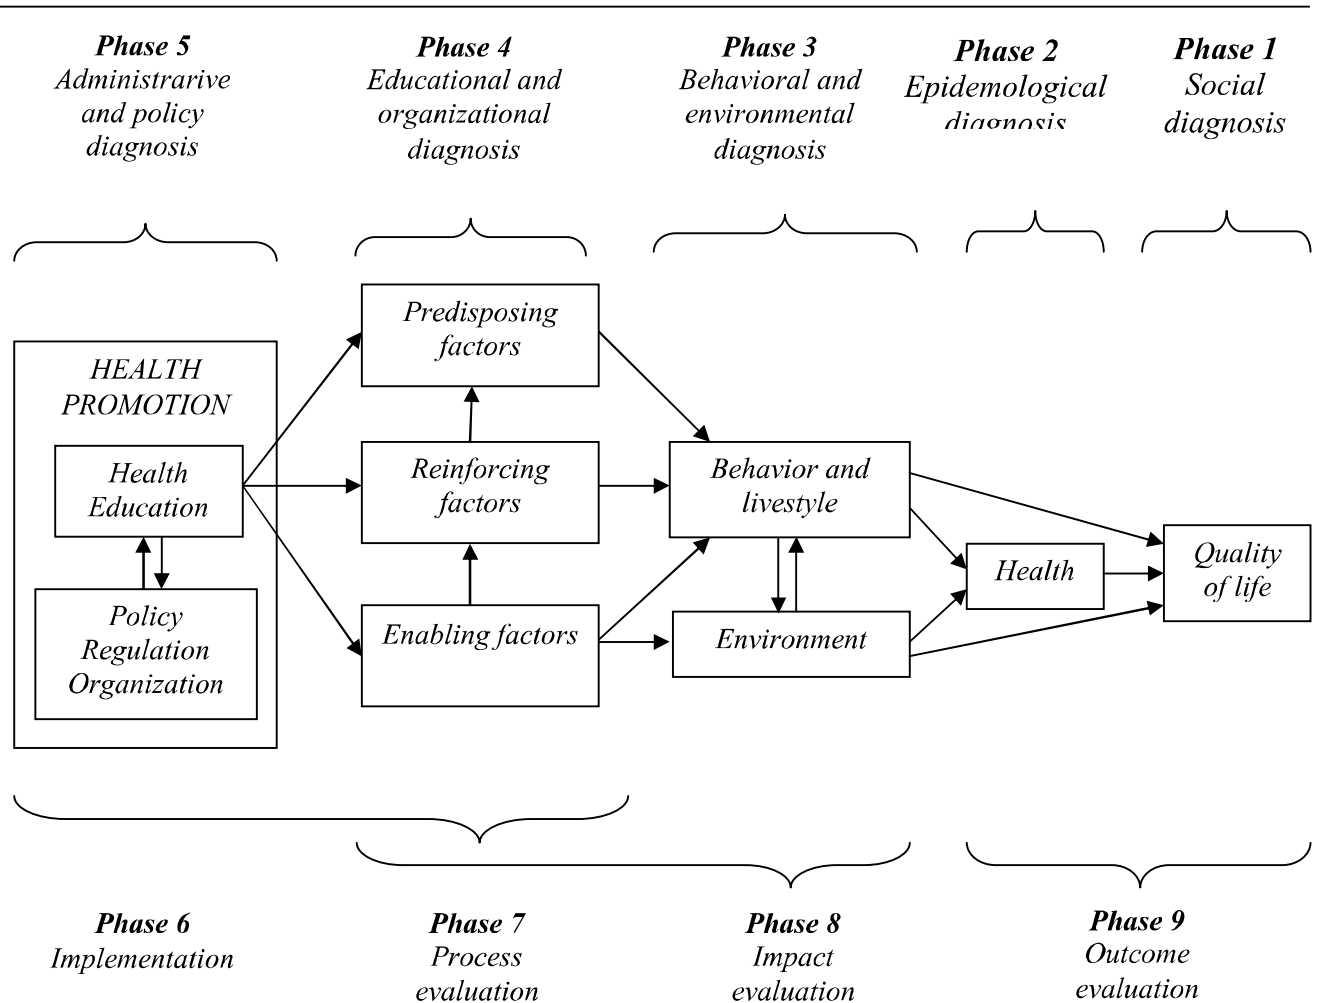 Phase 5
Administrarive
and policy
diagnosis
Phase 4
Educational and
organizational
diagnosis
Phase 3
Behavioral and
environmental
diagnosis
Phase 2
Epidemological
diagnosis
Phase 1
Social
diagnosis
HEALTH
PROMOTION
Health
Education
Policy
Regulation
Organization
Predisposing
factors
Reinforcing
factors
Enabling factors
Behavior and
livestyle
Environment
Health
Quality
of life
Phase 6
Implementation
Phase 7
Process
evaluation
Phase 8
Impact
evaluation
Phase 9
Outcome
evaluation